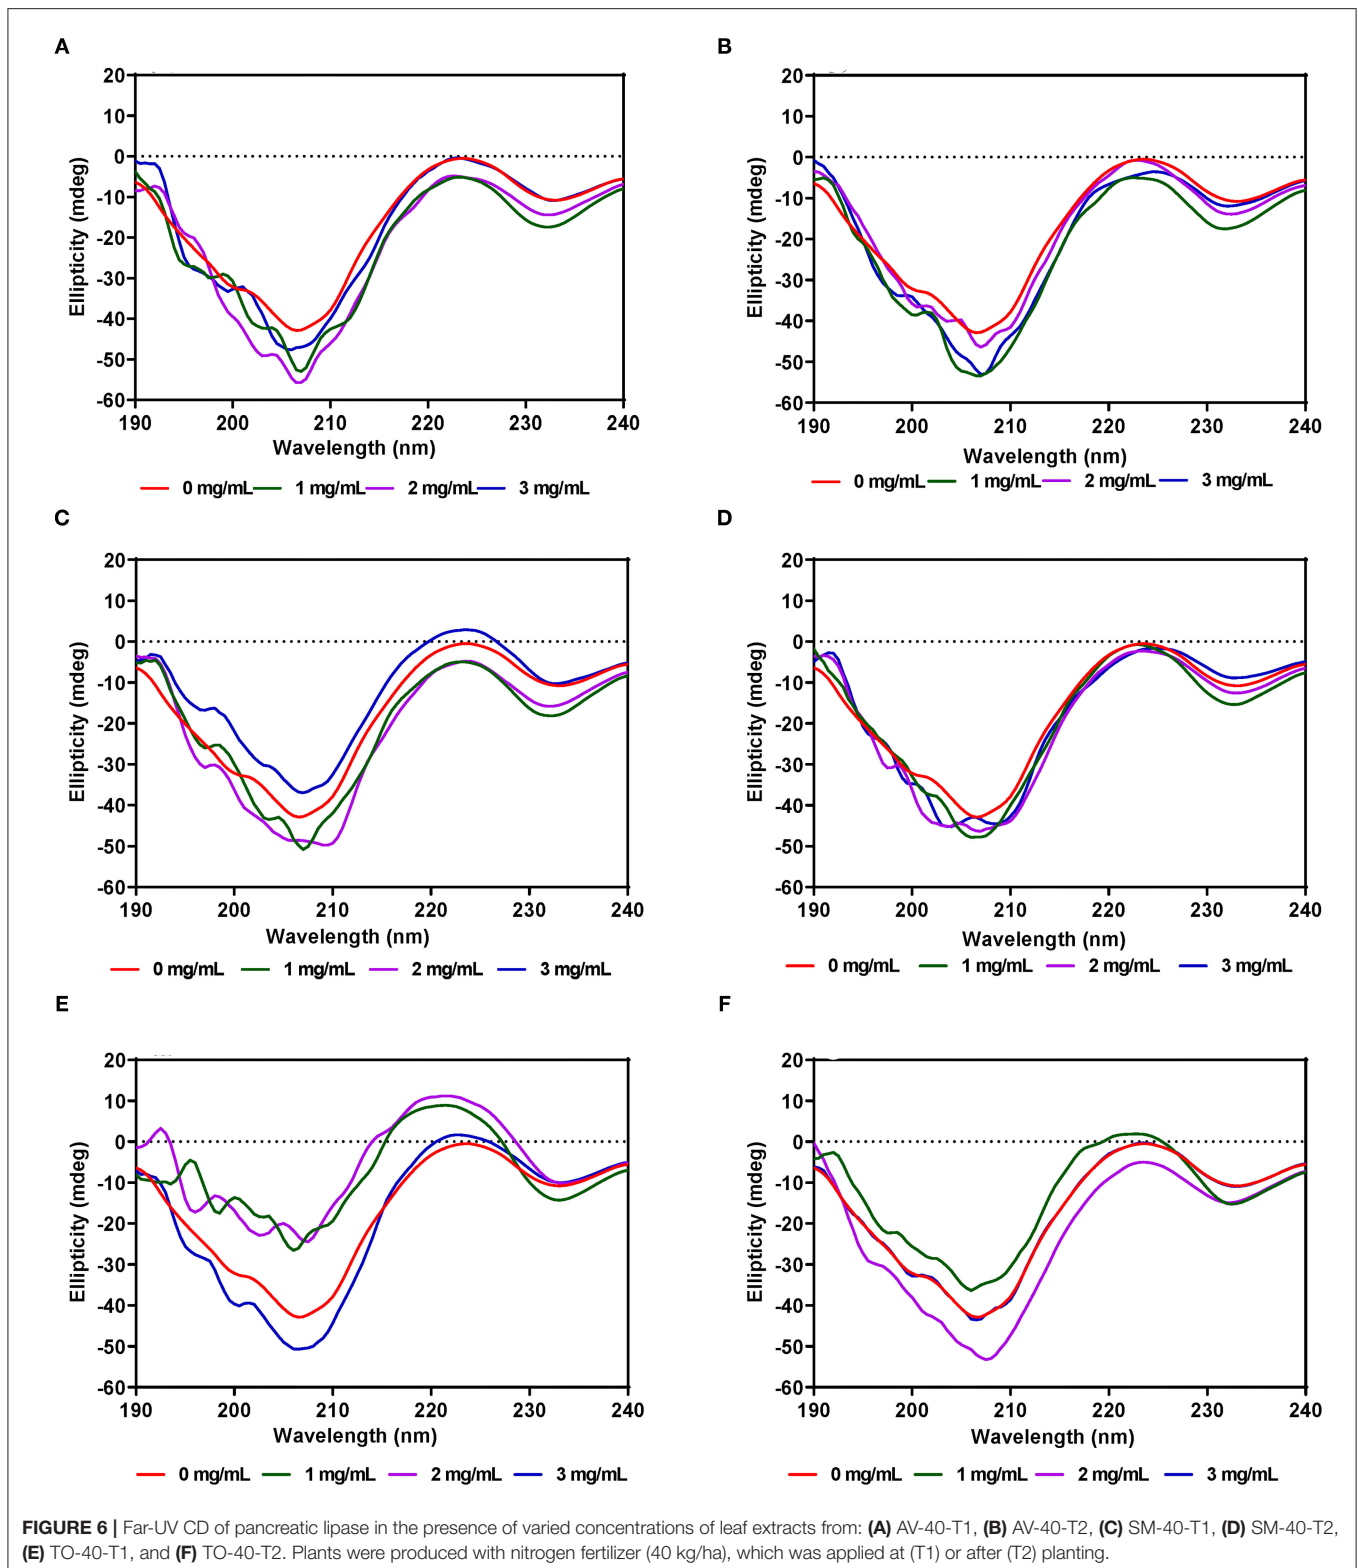 A
B
20
10
0
-10
-20
-30
-40
-50
-60
Ellipticity (mdeg)
190 200 210 220 230 240
Wavelength (nm)
0 mg/mL 1 mg/mL 2 mg/mL 3 mg/mL
20
10
0
-10
-20
-30
-40
-50
-60
Ellipticity (mdeg)
190 200 210 220 230 240
Wavelength (nm)
0 mg/mL 1 mg/mL 2 mg/mL 3 mg/mL
C
D
20
10
0
-10
-20
-30
-40
-50
-60
Ellipticity (mdeg)
190 200 210 220 230 240
Wavelength (nm)
0 mg/mL 1 mg/mL 2 mg/mL 3 mg/mL
20
10
0
-10
-20
-30
-40
-50
-60
Ellipticity (mdeg)
190 200 210 220 230 240
Wavelength (nm)
0 mg/mL 1 mg/mL 2 mg/mL 3 mg/mL
E
F
20
10
0
-10
-20
-30
-40
-50
-60
Ellipticity (mdeg)
190 200 210 220 230 240
Wavelength (nm)
0 mg/mL 1 mg/mL 2 mg/mL 3 mg/mL
20
10
0
-10
-20
-30
-40
-50
-60
Ellipticity (mdeg)
190 200 210 220 230 240
Wavelength (nm)
0 mg/mL 1 mg/mL 2 mg/mL 3 mg/mL
FIGURE 6 | Far-UV CD of pancreatic lipase in the presence of varied concentrations of leaf extracts from: (A) AV-40-T1, (B) AV-40-T2, (C) SM-40-T1, (D) SM-40-T2,
(E) TO-40-T1, and (F) TO-40-T2. Plants were produced with nitrogen fertilizer (40 kg/ha), which was applied at (T1) or after (T2) planting.